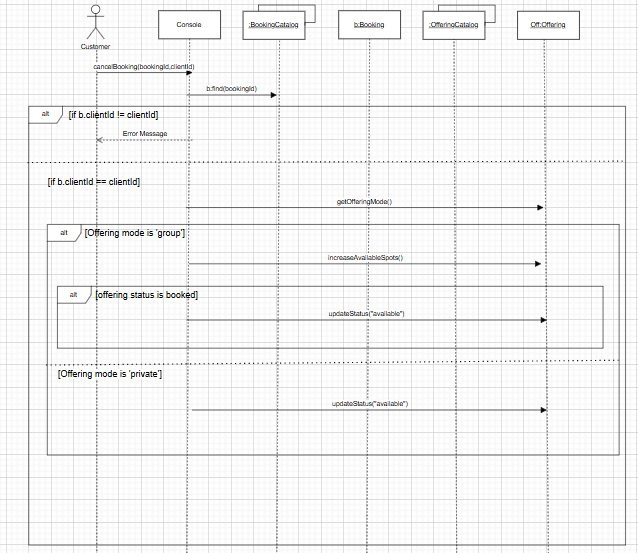 Customer
Console
:BookingCatalog
b:Booking
:OfferingCatalog
Off:Offering
cancelBooking(bookingId,clientId)
b:find(bookingId)
alt
[if b.clientId != clientId]
Error Message
[if b.clientId == clientId]
getOfferingMode()
alt
[Offering mode is 'group']
increaseAvailableSpots()
alt
[offering status is booked]
updateStatus("available")
[Offering mode is 'private']
updateStatus("available")